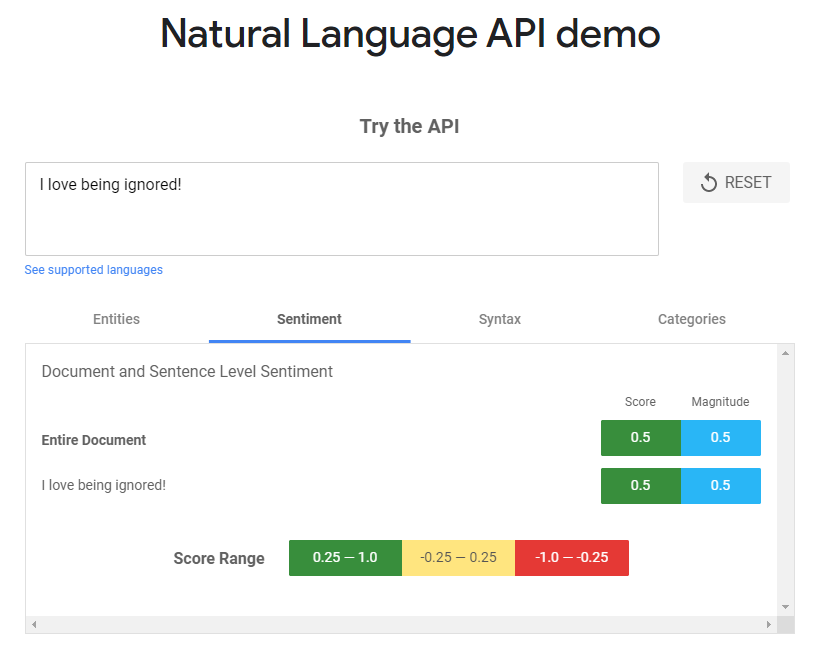 Natural Language API demo
Try the API
I love being ignored!
RESET
See supported languages
Entities Sentiment Syntax Categories
Document and Sentence Level Sentiment
Score Magnitude
Entire Document 0.5 0.5
I love being ignored! 0.5 0.5
Score Range 0.25 — 1.0 -0.25 — 0.25 -1.0 — -0.25